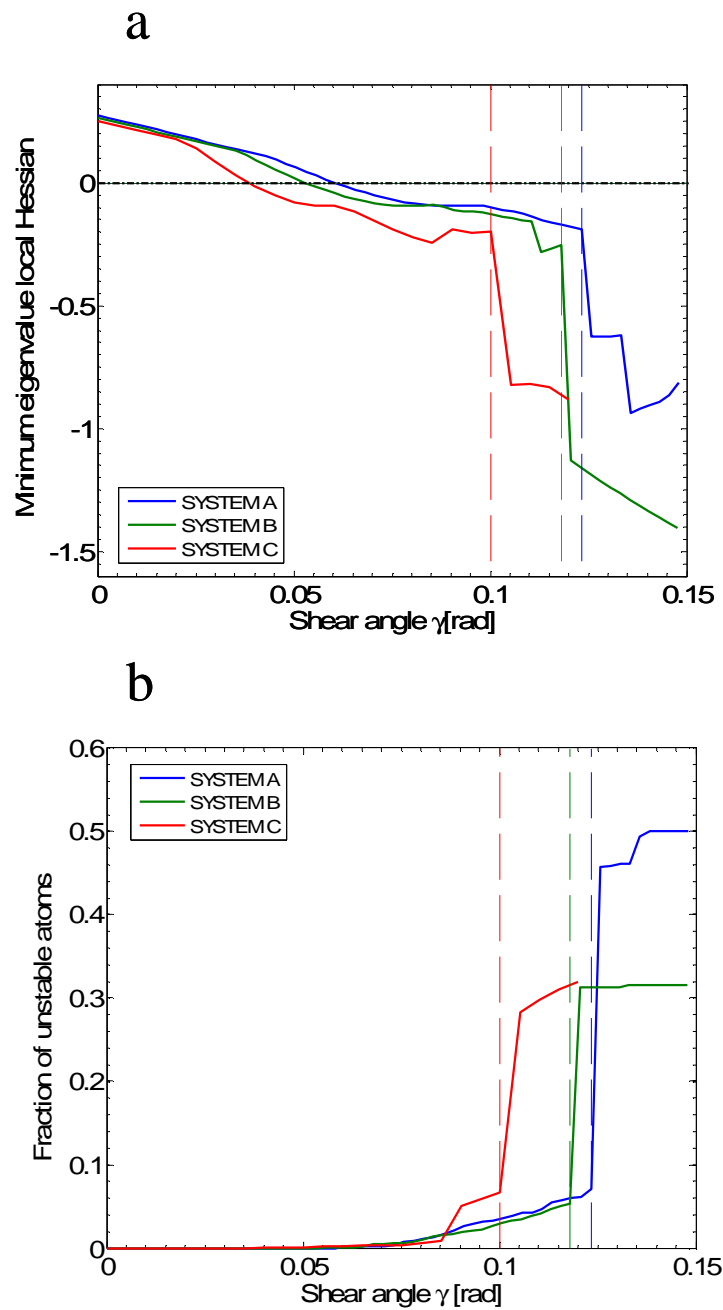 a
Minimum eigenvalue local Hessian
0
-0.5
-1
-1.5
SYSTEM A
SYSTEM B
SYSTEM C
0
0.05
0.1
0.15
Shear angle γ[rad]
b
Fraction of unstable atoms
0.6
0.5
0.4
0.3
0.2
0.1
0
SYSTEM A
SYSTEM B
SYSTEM C
0
0.05
0.1
0.15
Shear angle γ [rad]